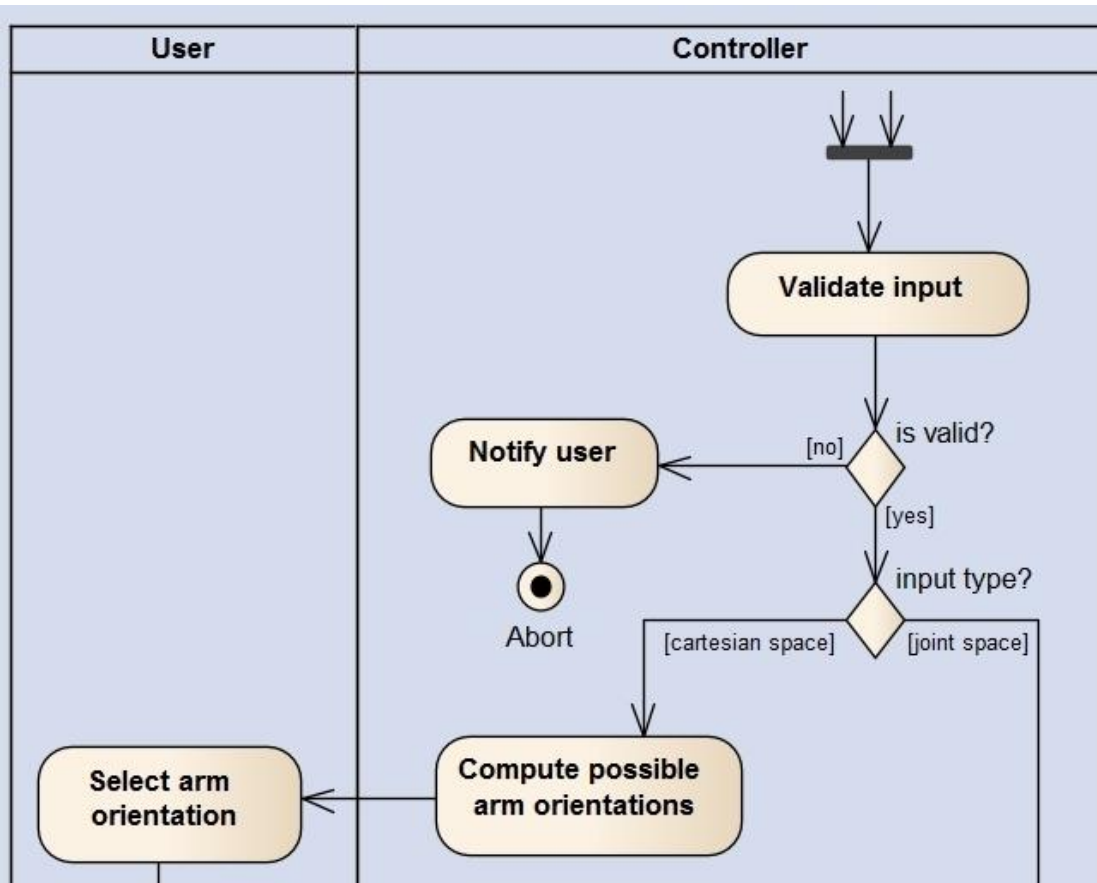 User
Controller
Validate input
is valid?
[no]
Notify user
[yes]
input type?
Abort
[cartesian space]
[joint space]
Compute possible
arm orientations
Select arm
orientation